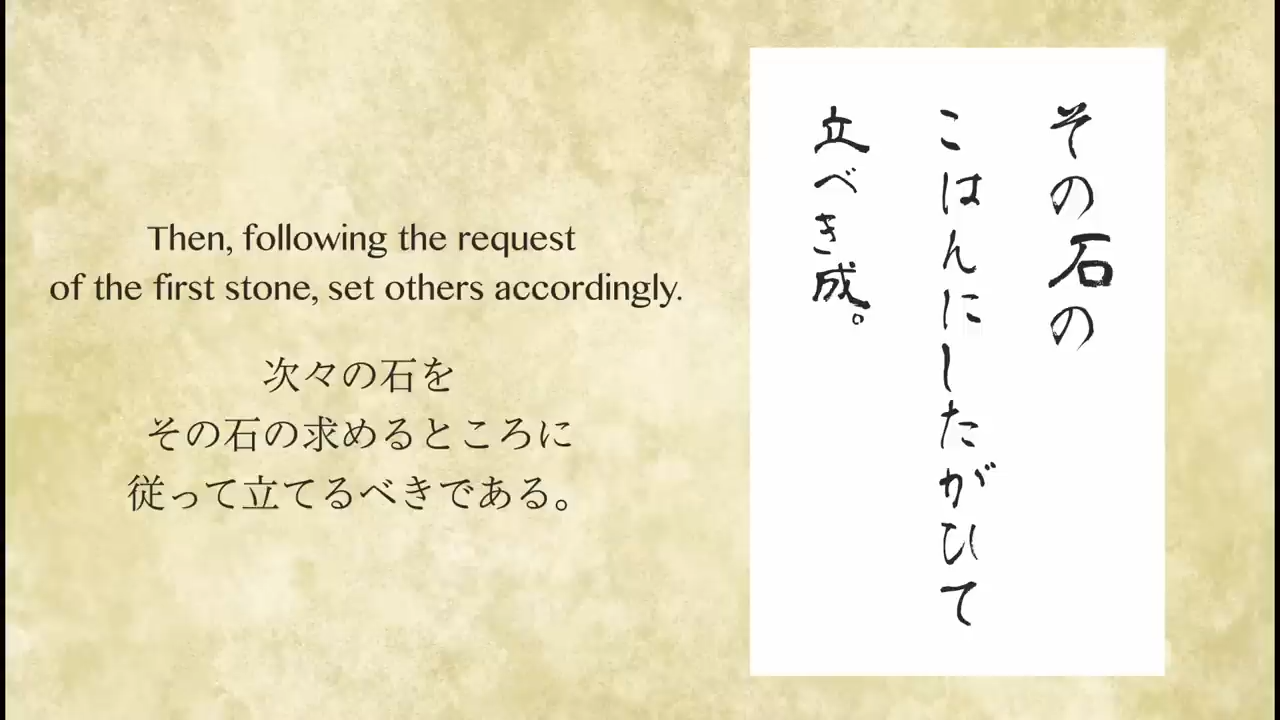 Then, following the request
of the first stone, set others accordingly.
次々の石を
その石の求めるところに
従って立てるべきである。
その石の
こはんにしたがひて
立べき成。